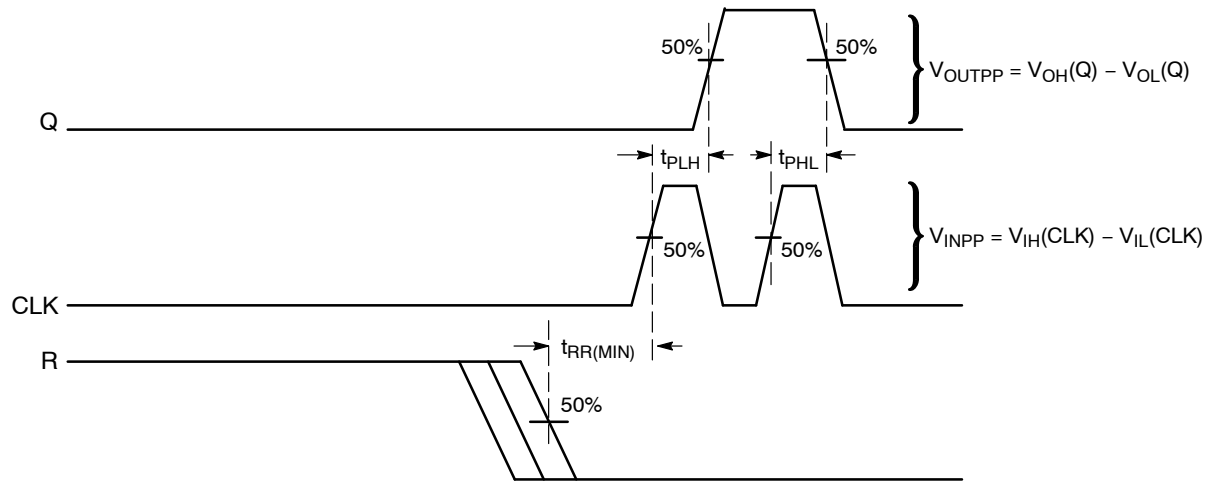 50%
50%
V_OUTPP = V_OH(Q) − V_OL(Q)
Q
t_PLH
t_PHL
50%
50%
V_INPP = V_IH(CLK) − V_IL(CLK)
CLK
t_RR(MIN)
R
50%